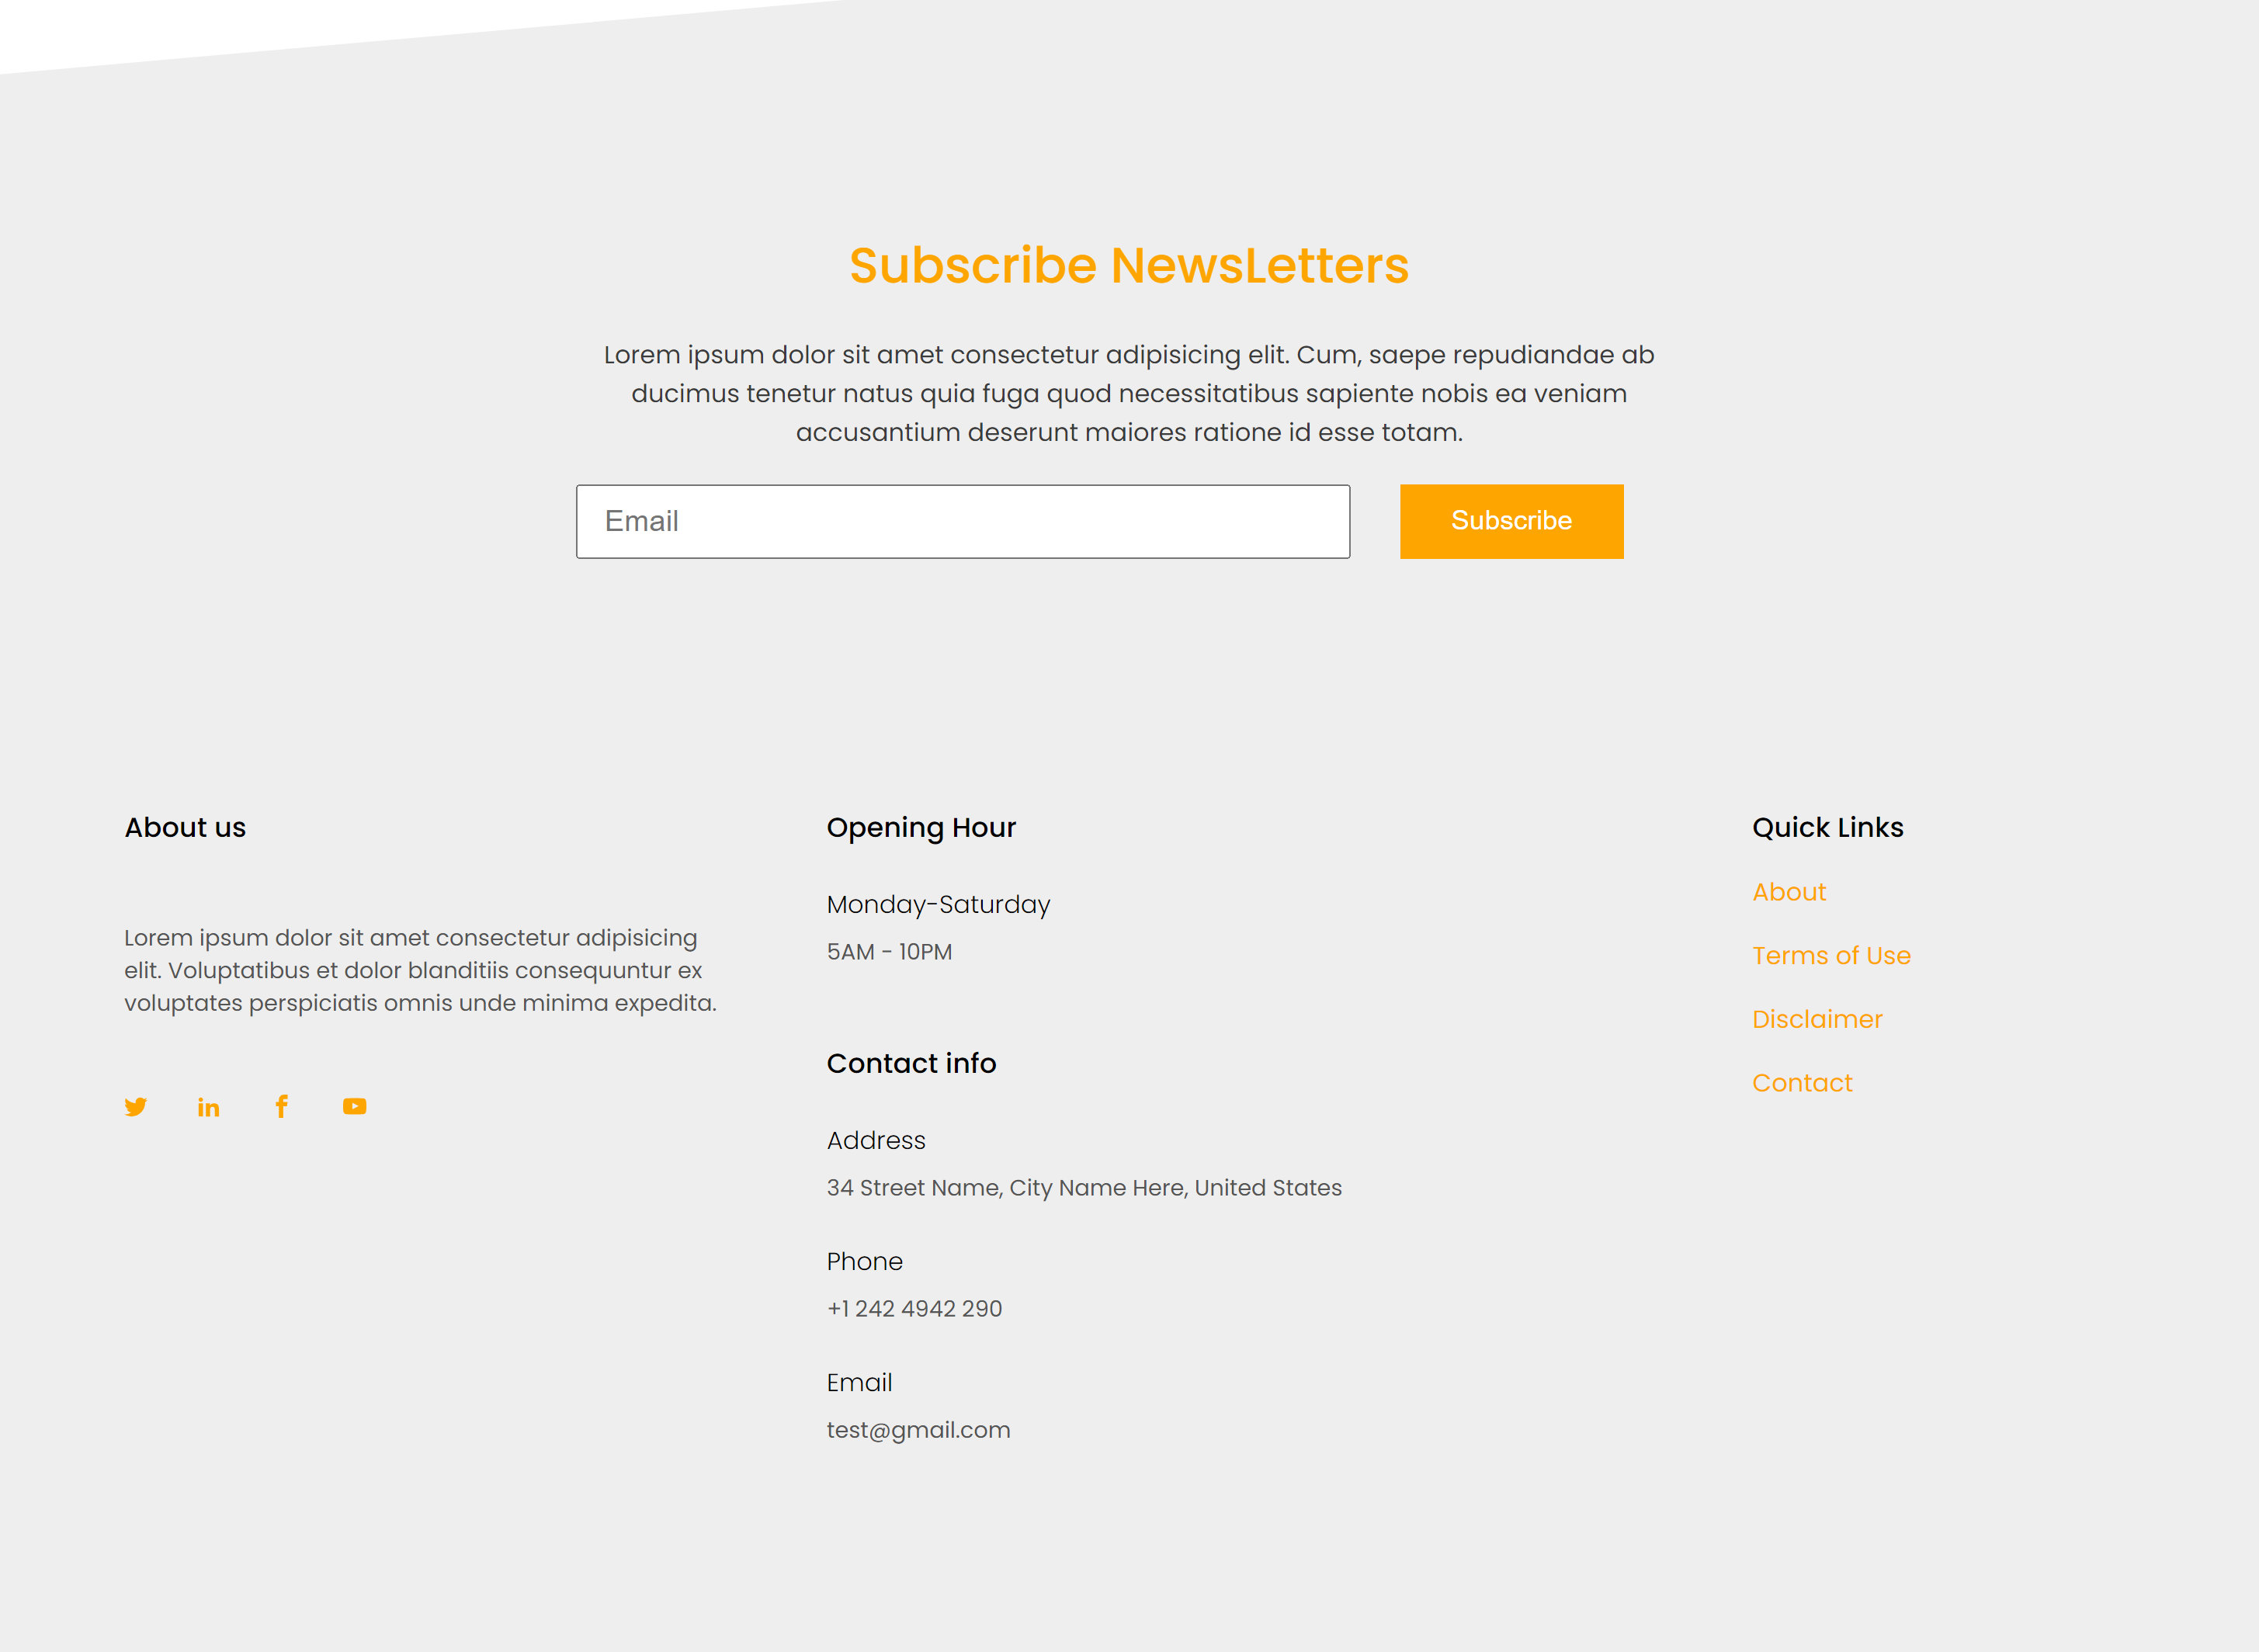 Subscribe NewsLetters
Lorem ipsum dolor sit amet consectetur adipisicing elit. Cum, saepe repudiandae ab
ducimus tenetur natus quia fuga quod necessitatibus sapiente nobis ea veniam
accusantium deserunt maiores ratione id esse totam.
Email
Subscribe
About us
Lorem ipsum dolor sit amet consectetur adipisicing
elit. Voluptatibus et dolor blanditiis consequuntur ex
voluptates perspiciatis omnis unde minima expedita.
Opening Hour
Monday-Saturday
5AM - 10PM
Contact info
Address
34 Street Name, City Name Here, United States
Phone
+1 242 4942 290
Email
test@gmail.com
Quick Links
About
Terms of Use
Disclaimer
Contact